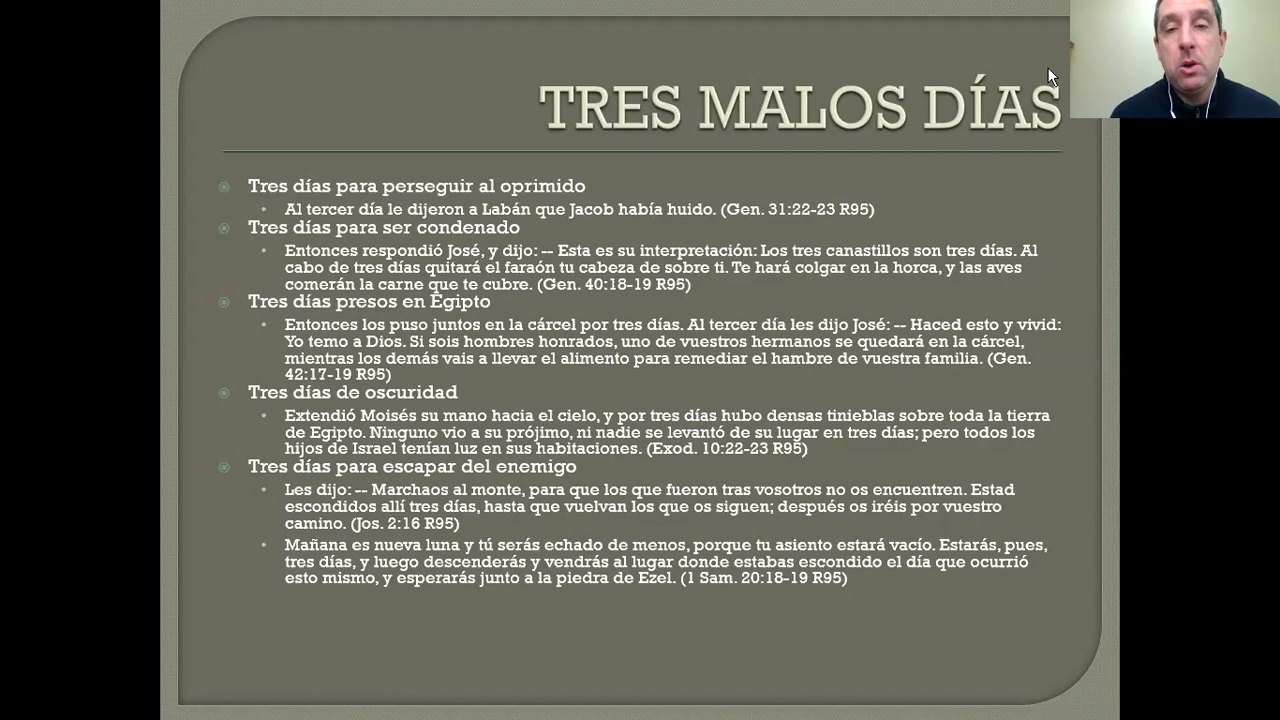 TRES MALOS DÍAS
Tres días para perseguir al oprimido
Al tercer día le dijeron a Labán que Jacob había huido. (Gen. 31:22-23 R95)
Tres días para ser condenado
Entonces respondió José, y dijo: -- Esta es su interpretación: Los tres canastillos son tres días. Al
cabo de tres días quitará el faraón tu cabeza de sobre ti. Te hará colgar en la horca, y las aves
comerán la carne que te cubre. (Gen. 40:18-19 R95)
Tres días presos en Egipto
Entonces los puso juntos en la cárcel por tres días. Al tercer día les dijo José: -- Haced esto y vivid:
Yo temo a Dios. Si sois hombres honrados, uno de vuestros hermanos se quedará en la cárcel,
mientras los demás vais a llevar el alimento para remediar el hambre de vuestra familia. (Gen.
42:17-19 R95)
Tres días de oscuridad
Extendió Moisés su mano hacia el cielo, y por tres días hubo densas tinieblas sobre toda la tierra
de Egipto. Ninguno vio a su prójimo, ni nadie se levantó de su lugar en tres días; pero todos los
hijos de Israel tenían luz en sus habitaciones. (Exod. 10:22-23 R95)
Tres días para escapar del enemigo
Les dijo: -- Marchaos al monte, para que los que fueron tras vosotros no os encuentren. Estad
escondidos allí tres días, hasta que vuelvan los que os siguen; después os iréis por vuestro
camino. (Jos. 2:16 R95)
Mañana es nueva luna y tú serás echado de menos, porque tu asiento estará vacío. Estarás, pues,
tres días, y luego descenderás y vendrás al lugar donde estabas escondido el día que ocurrió
esto mismo, y esperarás junto a la piedra de Ezel. (1 Sam. 20:18-19 R95)